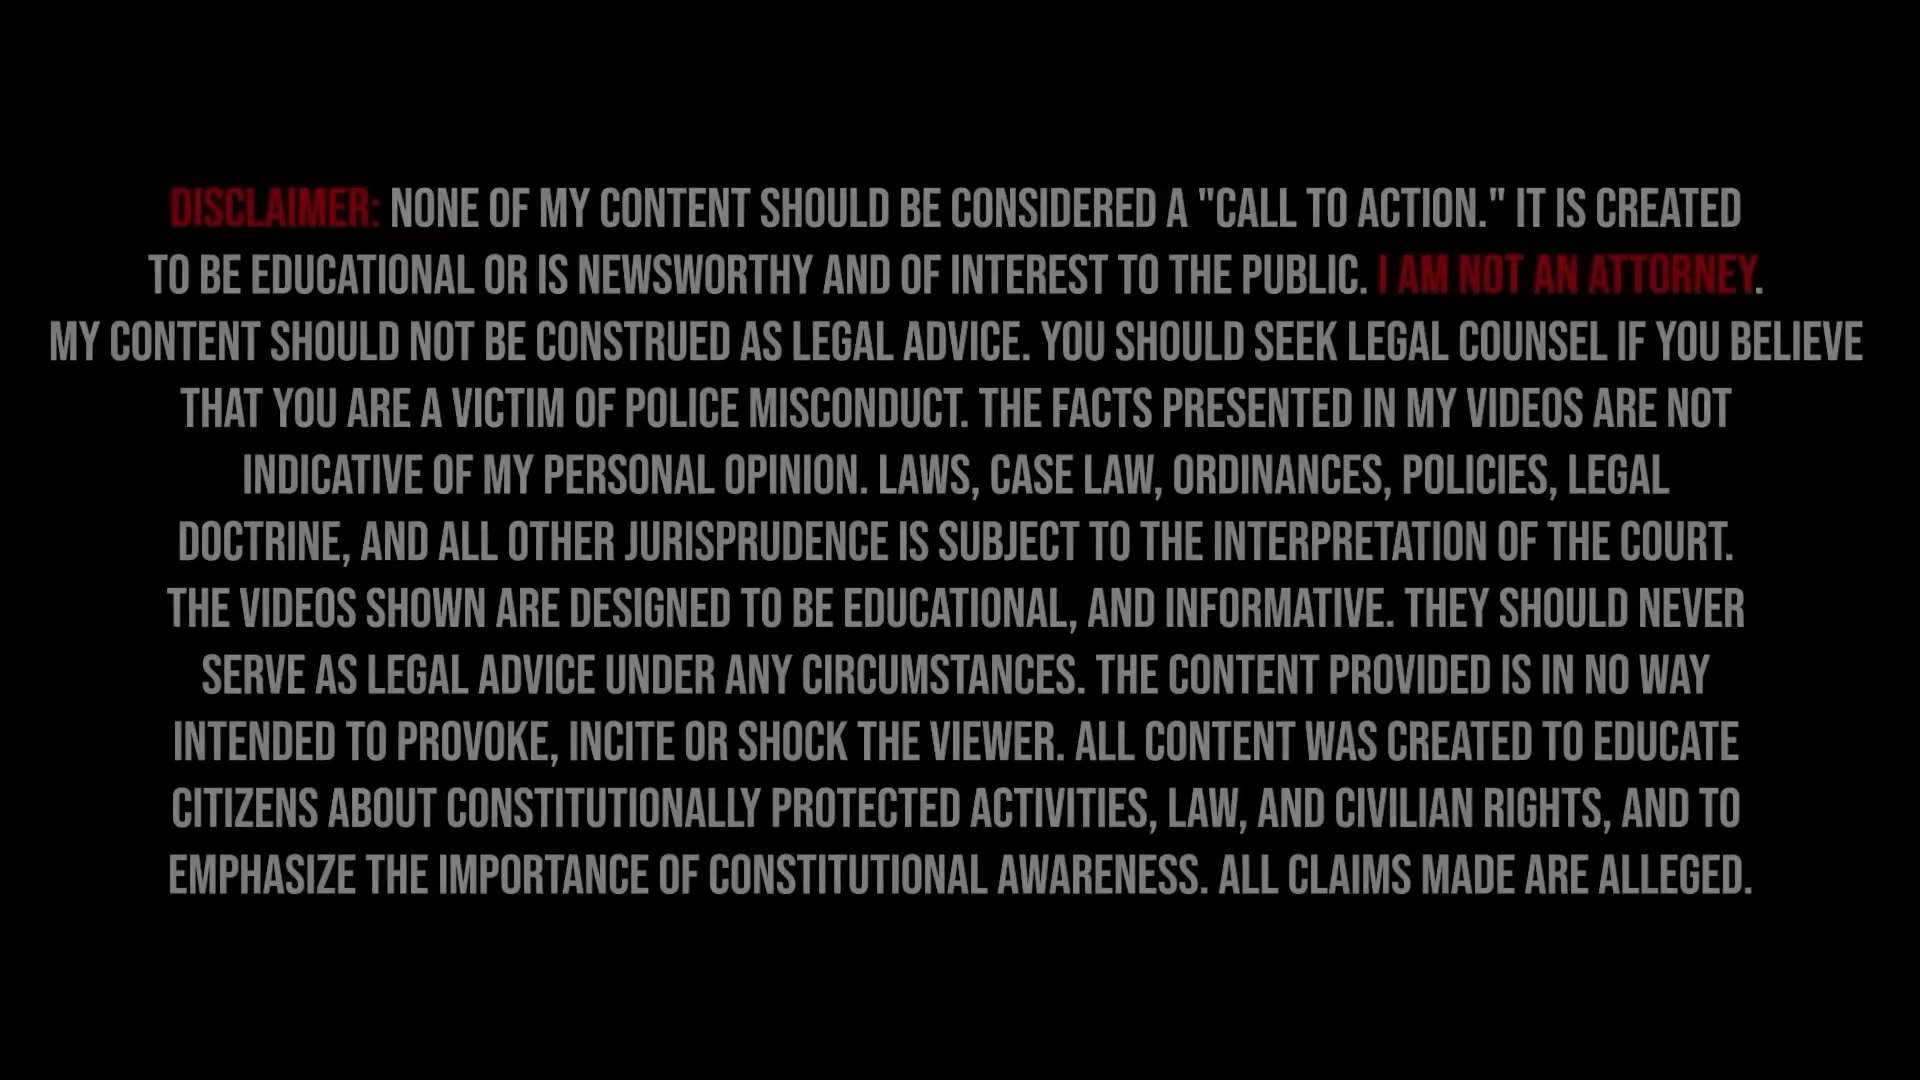 DISCLAIMER: NONE OF MY CONTENT SHOULD BE CONSIDERED A "CALL TO ACTION." IT IS CREATED
TO BE EDUCATIONAL OR IS NEWSWORTHY AND OF INTEREST TO THE PUBLIC. I AM NOT AN ATTORNEY.
MY CONTENT SHOULD NOT BE CONSTRUED AS LEGAL ADVICE. YOU SHOULD SEEK LEGAL COUNSEL IF YOU BELIEVE
THAT YOU ARE A VICTIM OF POLICE MISCONDUCT. THE FACTS PRESENTED IN MY VIDEOS ARE NOT
INDICATIVE OF MY PERSONAL OPINION. LAWS, CASE LAW, ORDINANCES, POLICIES, LEGAL
DOCTRINE, AND ALL OTHER JURISPRUDENCE IS SUBJECT TO THE INTERPRETATION OF THE COURT.
THE VIDEOS SHOWN ARE DESIGNED TO BE EDUCATIONAL, AND INFORMATIVE. THEY SHOULD NEVER
SERVE AS LEGAL ADVICE UNDER ANY CIRCUMSTANCES. THE CONTENT PROVIDED IS IN NO WAY
INTENDED TO PROVOKE, INCITE OR SHOCK THE VIEWER. ALL CONTENT WAS CREATED TO EDUCATE
CITIZENS ABOUT CONSTITUTIONALLY PROTECTED ACTIVITIES, LAW, AND CIVILIAN RIGHTS, AND TO
EMPHASIZE THE IMPORTANCE OF CONSTITUTIONAL AWARENESS. ALL CLAIMS MADE ARE ALLEGED.